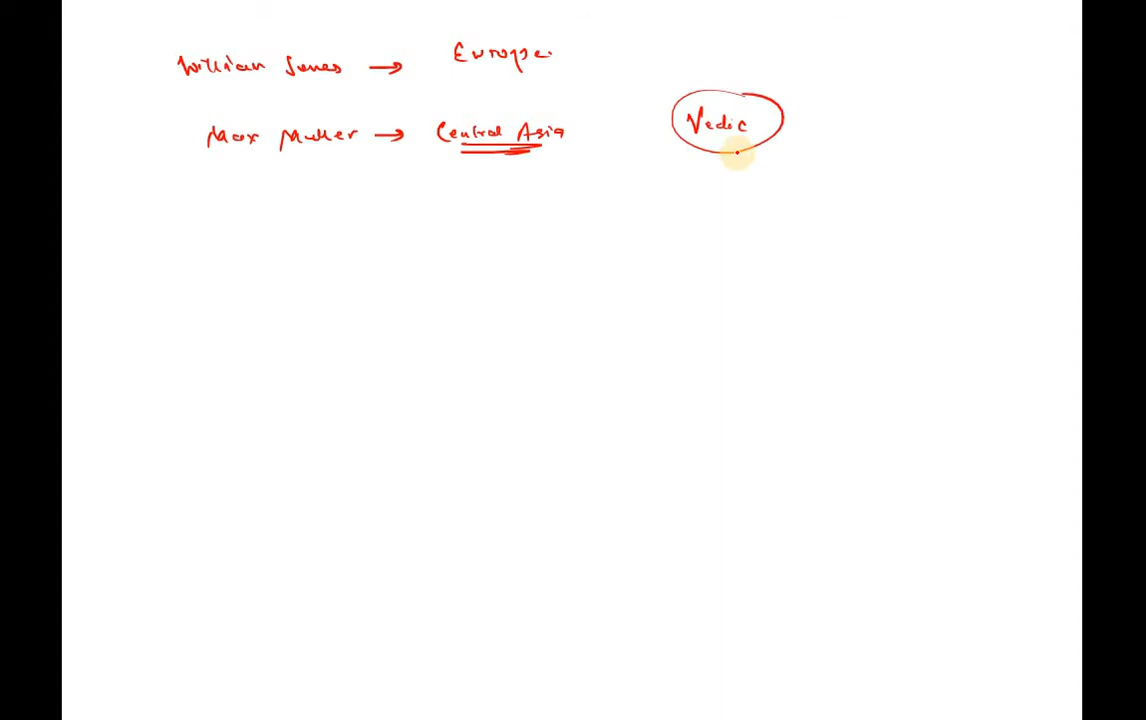 William Jones → Europe.
Max Muller → Central Asia
Vedic